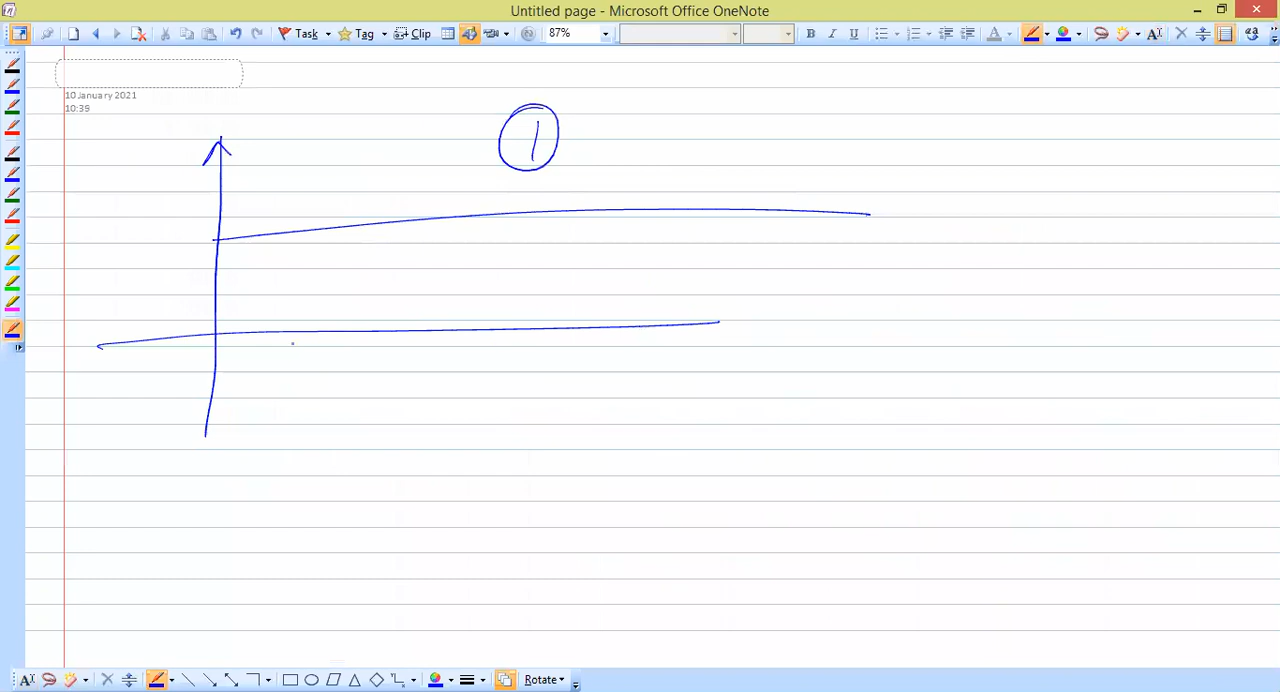 Untitled page - Microsoft Office OneNote
Task Tag Clip 87% B I U A
10 January 2021
10:39
1
Rotate